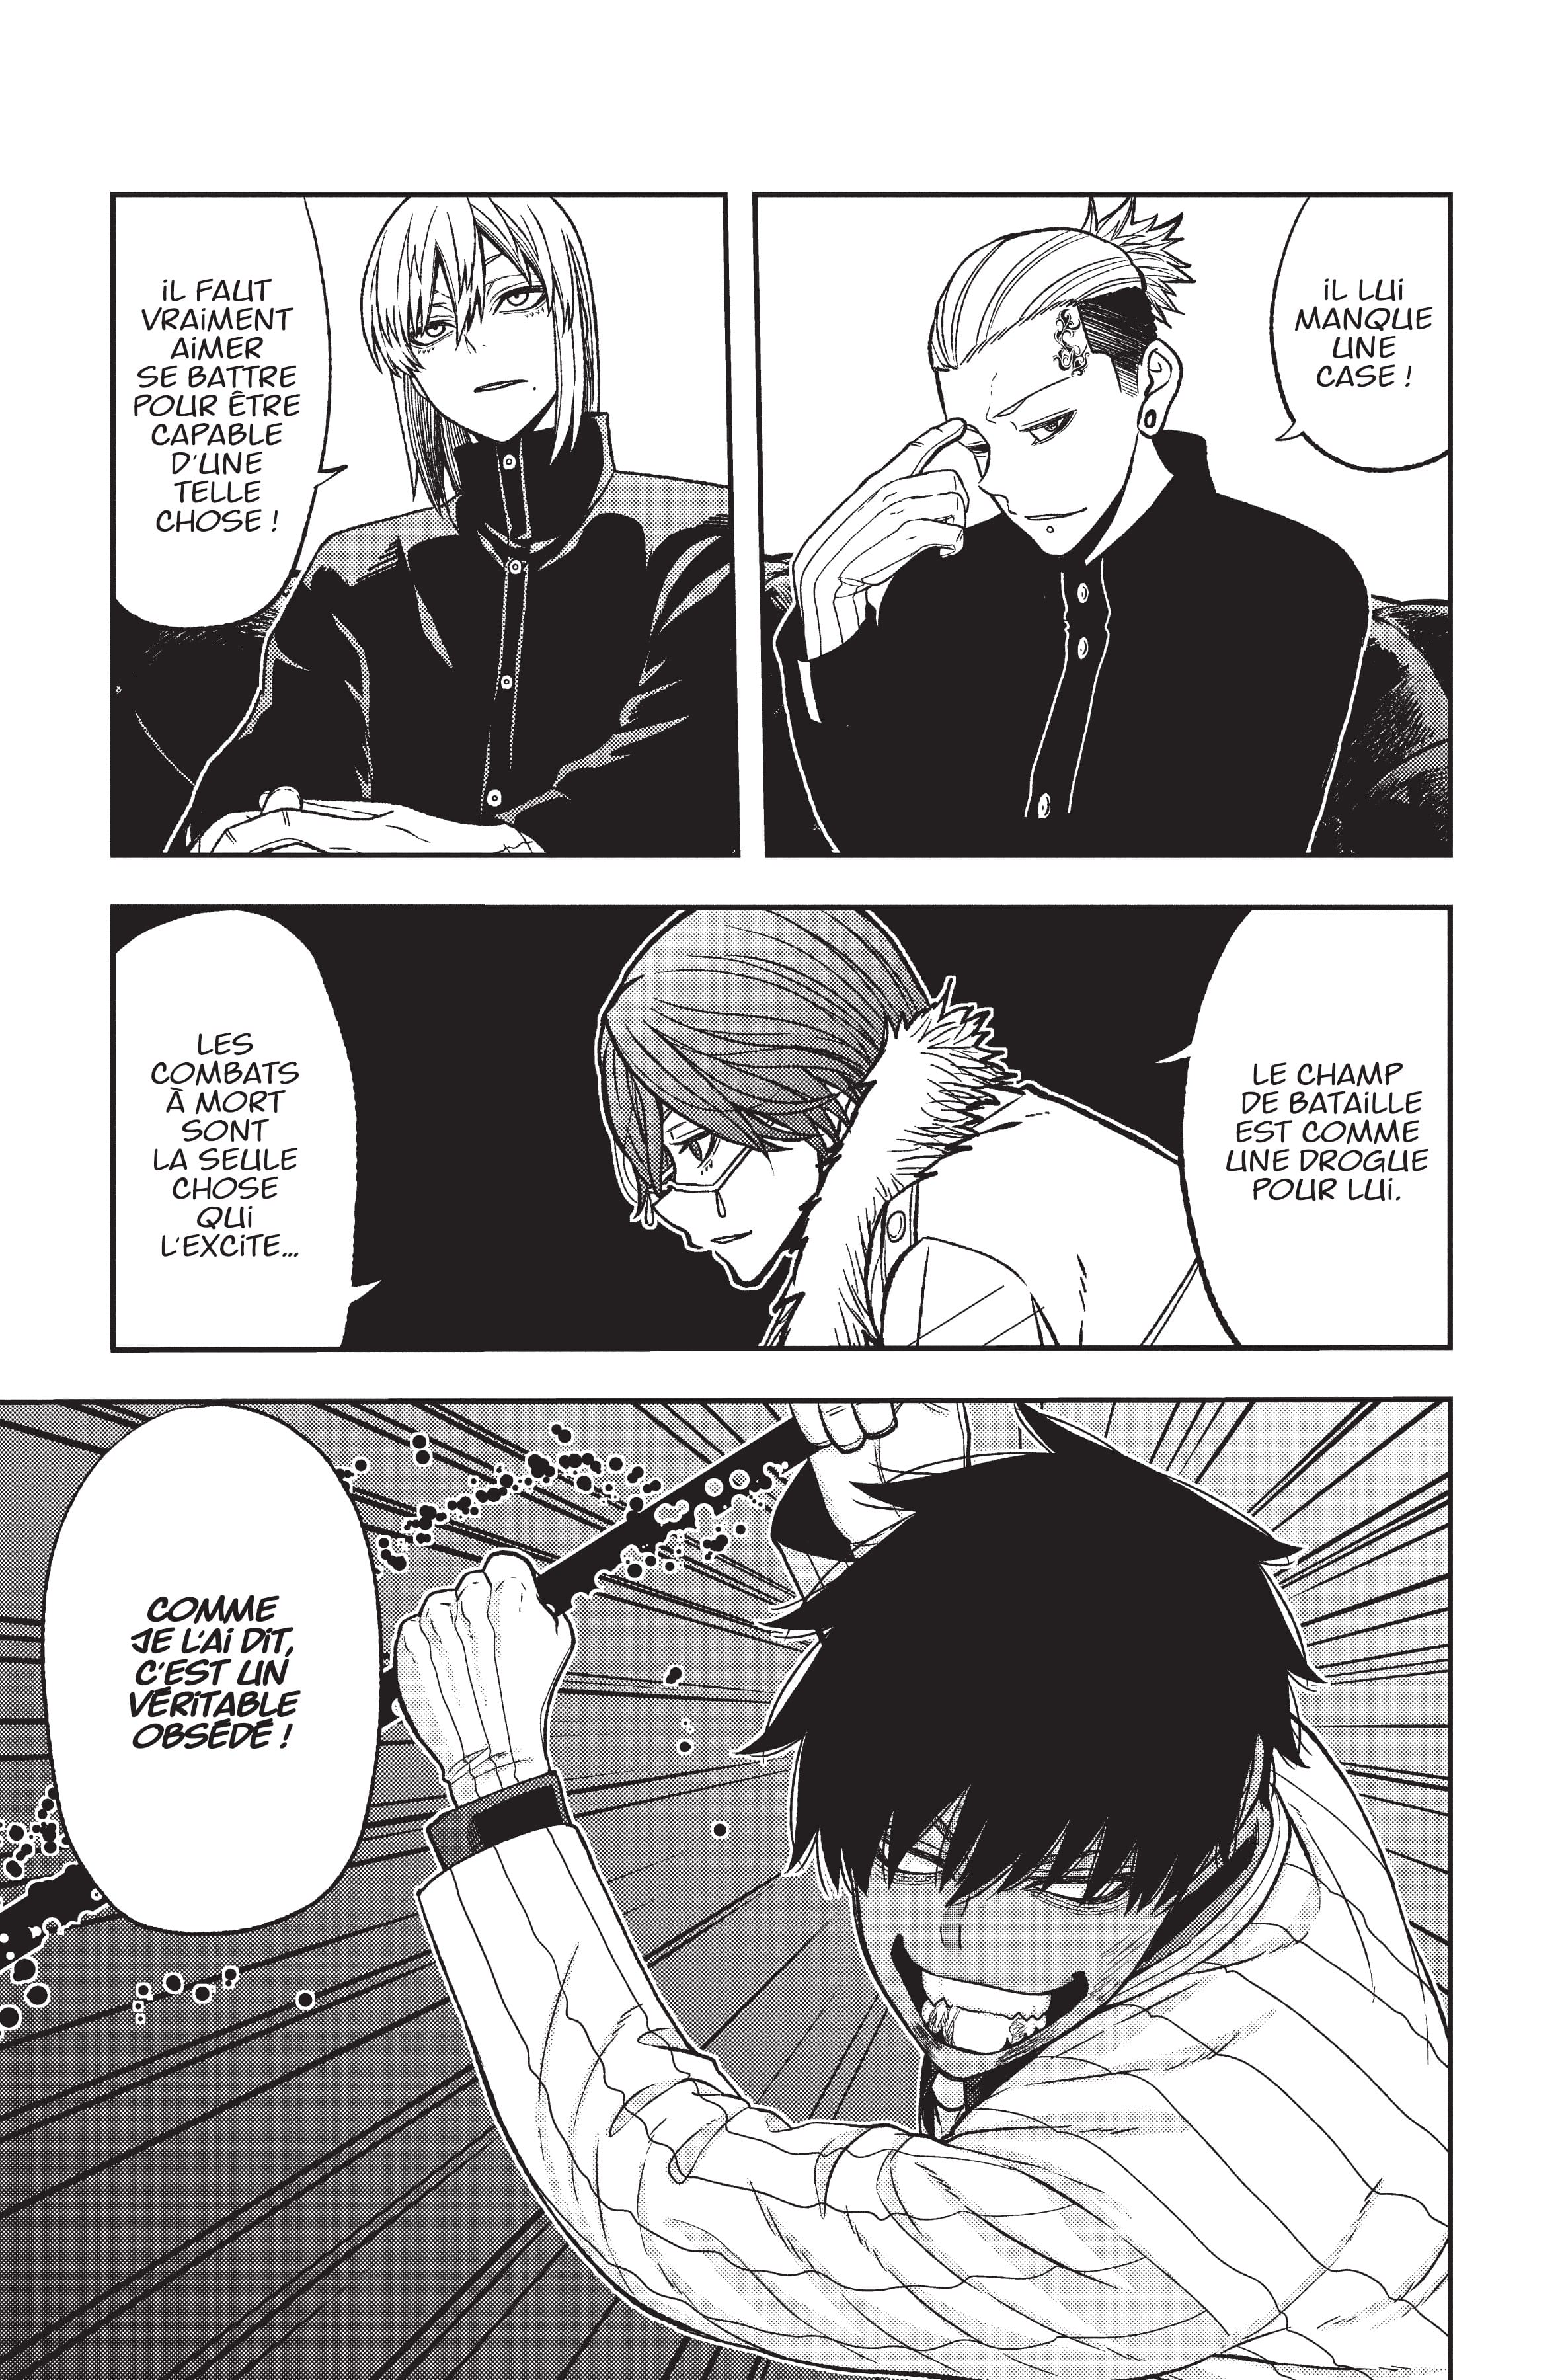 IL LUI
MANQUE
UNE
CASE !
IL FAUT
VRAIMENT
AIMER
SE BATTRE
POUR ÊTRE
CAPABLE
D'UNE
TELLE
CHOSE !
LE CHAMP
DE BATAILLE
EST COMME
UNE DROGUE
POUR LUI.
LES
COMBATS
À MORT
SONT
LA SEULE
CHOSE
QUI
L'EXCITE...
COMME
JE L'AI DIT,
C'EST UN
VÉRITABLE
OBSÉDÉ !